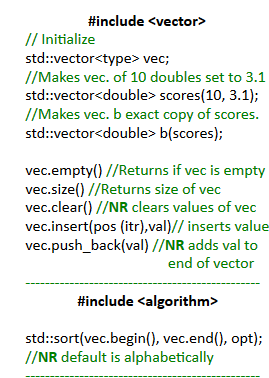 #include <vector>
// Initialize
std::vector<type> vec;
//Makes vec. of 10 doubles set to 3.1
std::vector<double> scores(10, 3.1);
//Makes vec. b exact copy of scores.
std::vector<double> b(scores);
vec.empty() //Returns if vec is empty
vec.size() //Returns size of vec
vec.clear() //NR clears values of vec
vec.insert(pos (itr),val)// inserts value
vec.push_back(val) //NR adds val to
end of vector
#include <algorithm>
std::sort(vec.begin(), vec.end(), opt);
//NR default is alphabetically